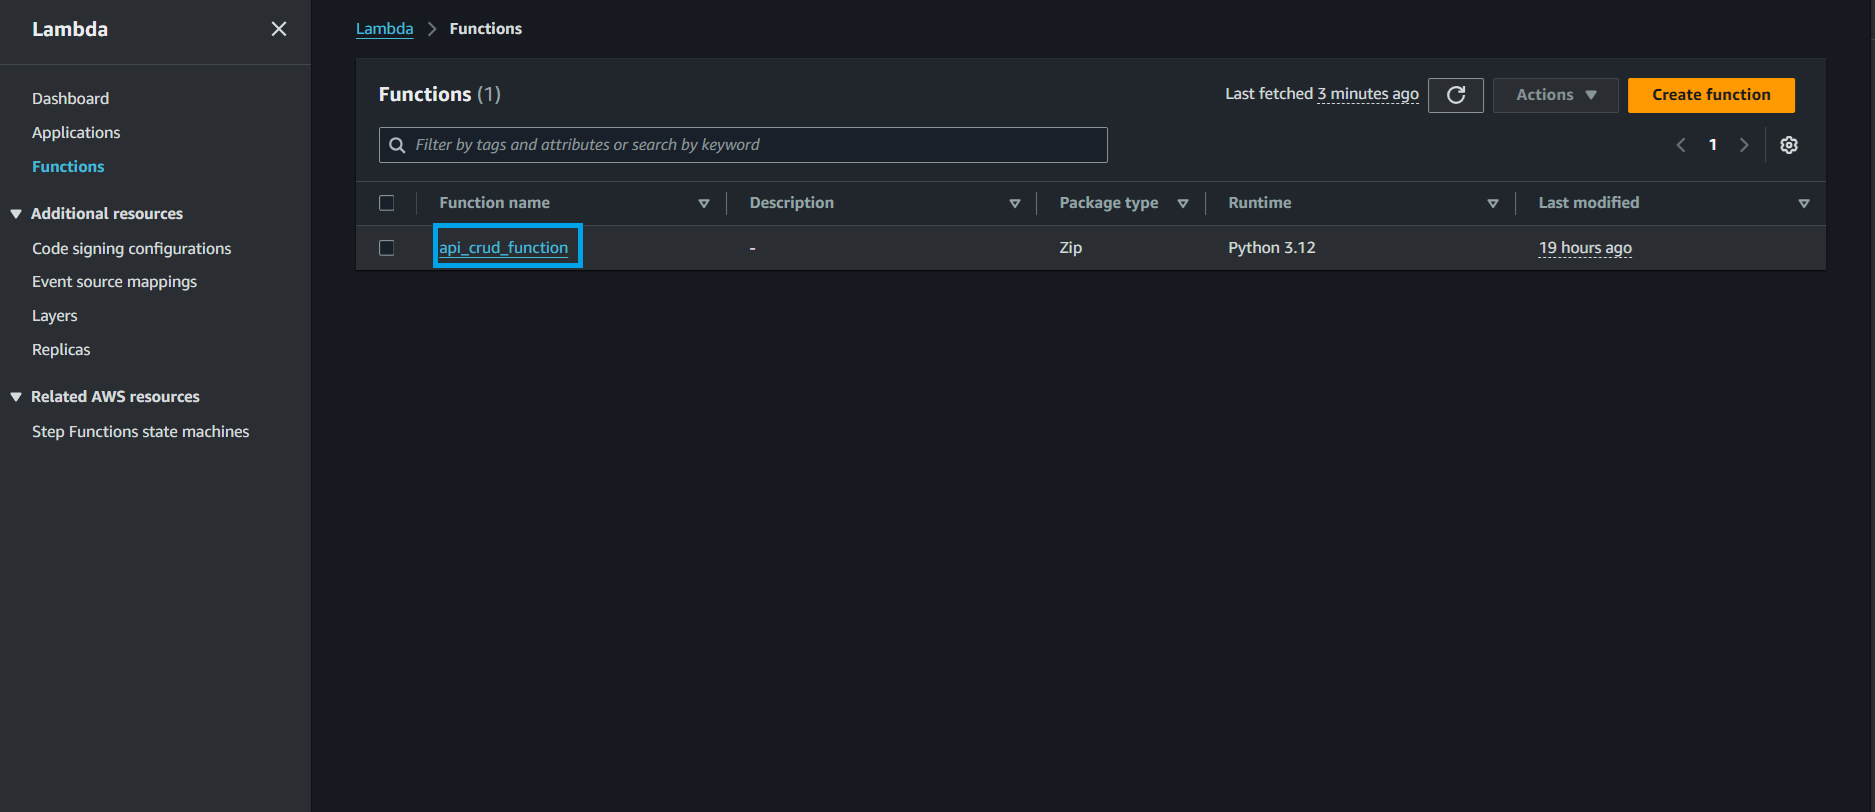 Lambda
Dashboard
Applications
Functions
Additional resources
Code signing configurations
Event source mappings
Layers
Replicas
Related AWS resources
Step Functions state machines
Lambda > Functions
Functions (1)
Last fetched 3 minutes ago
Actions
Create function
Filter by tags and attributes or search by keyword
1
Function name Description Package type Runtime Last modified
api_crud_function - Zip Python 3.12 19 hours ago